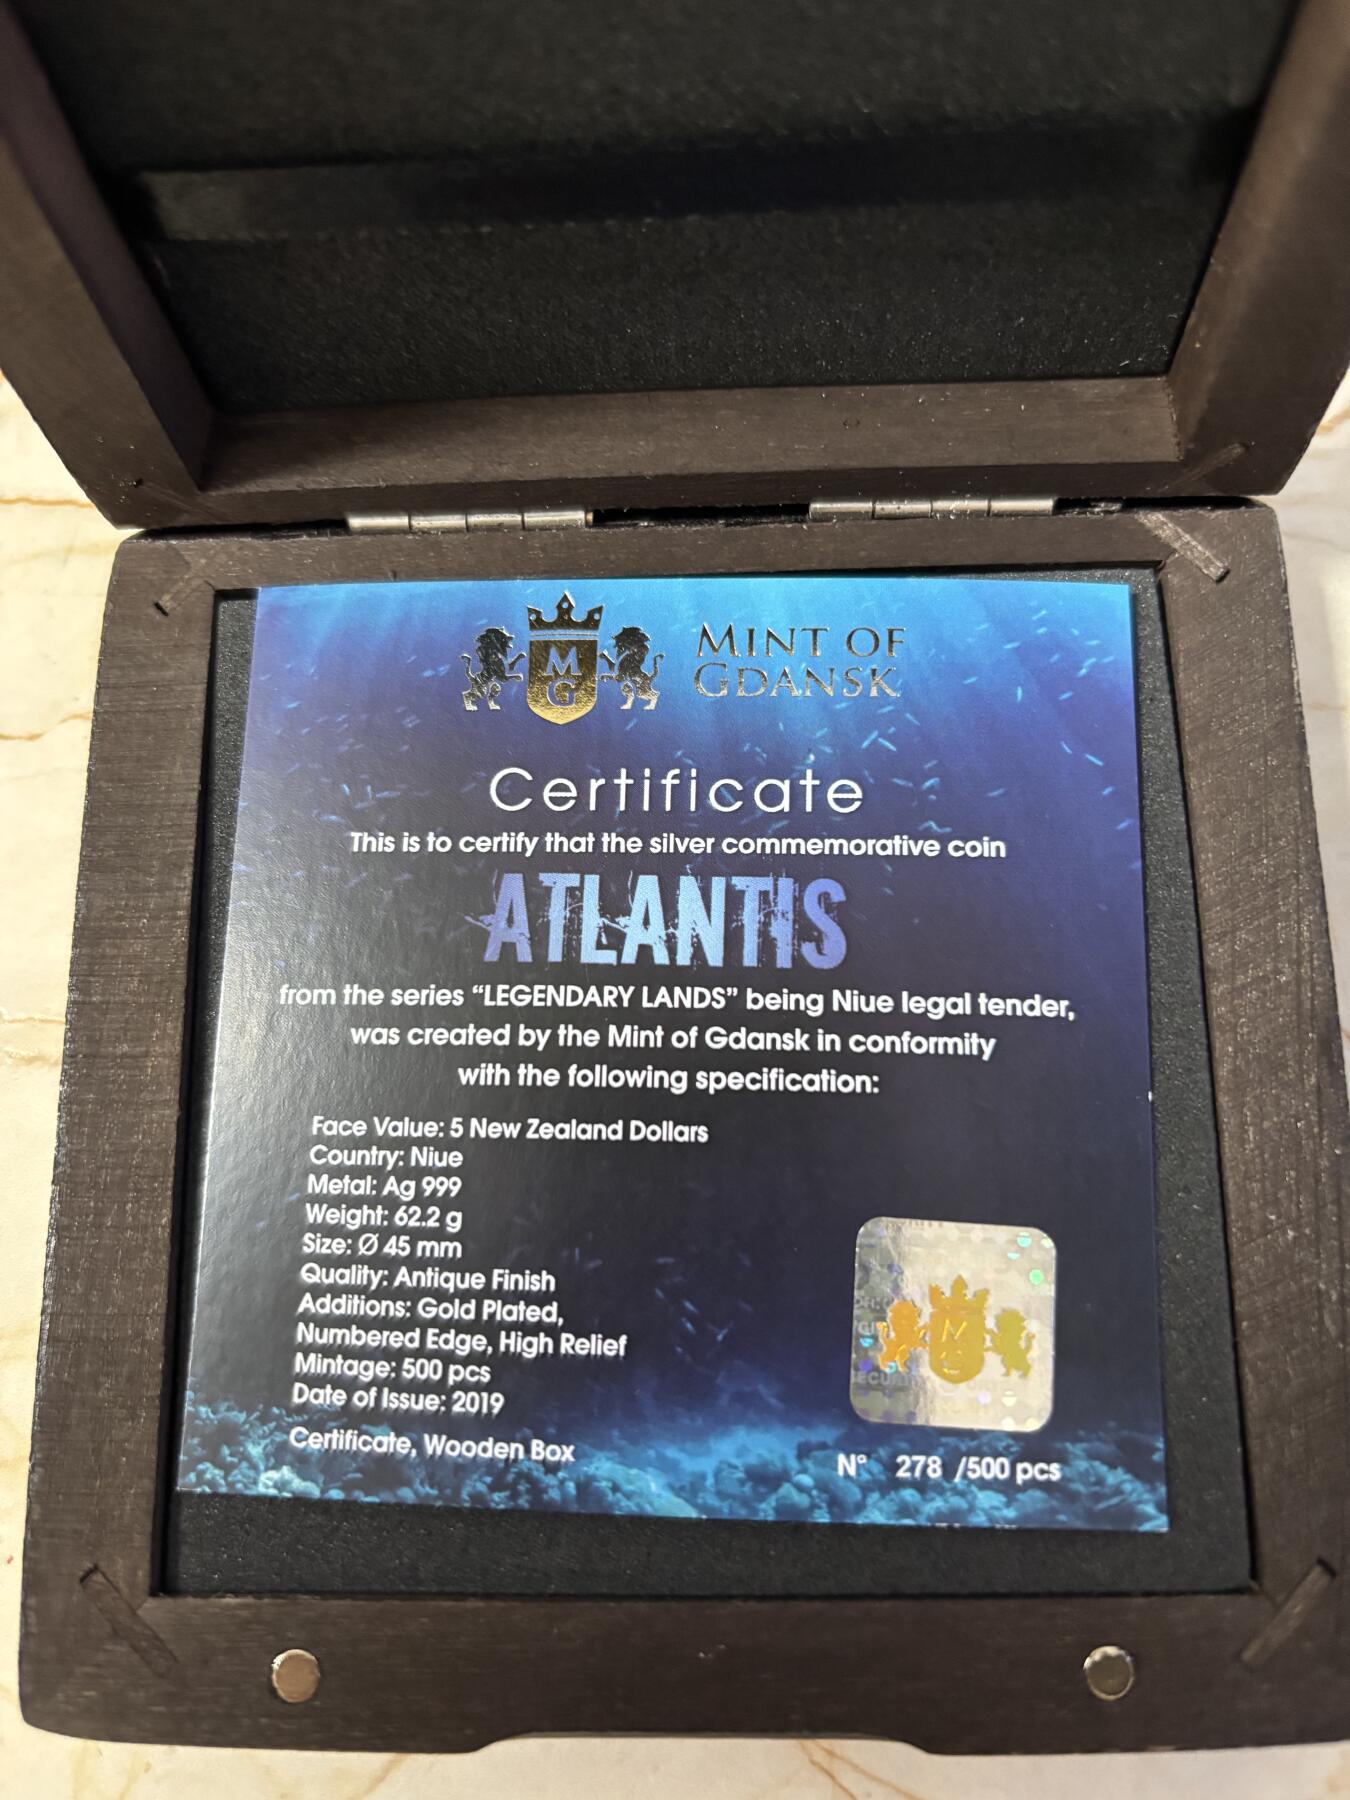 MG
MINT OF
GDANSK
Certificate
This is to certify that the silver commemorative coin
ATLANTIS
from the series “LEGENDARY LANDS” being Niue legal tender,
was created by the Mint of Gdansk in conformity
with the following specification:
Face Value: 5 New Zealand Dollars
Country: Niue
Metal: Ag 999
Weight: 62.2 g
Size: Ø 45 mm
Quality: Antique Finish
Additions: Gold Plated,
Numbered Edge, High Relief
Mintage: 500 pcs
Date of Issue: 2019
Certificate, Wooden Box
MG
N° 278 /500 pcs